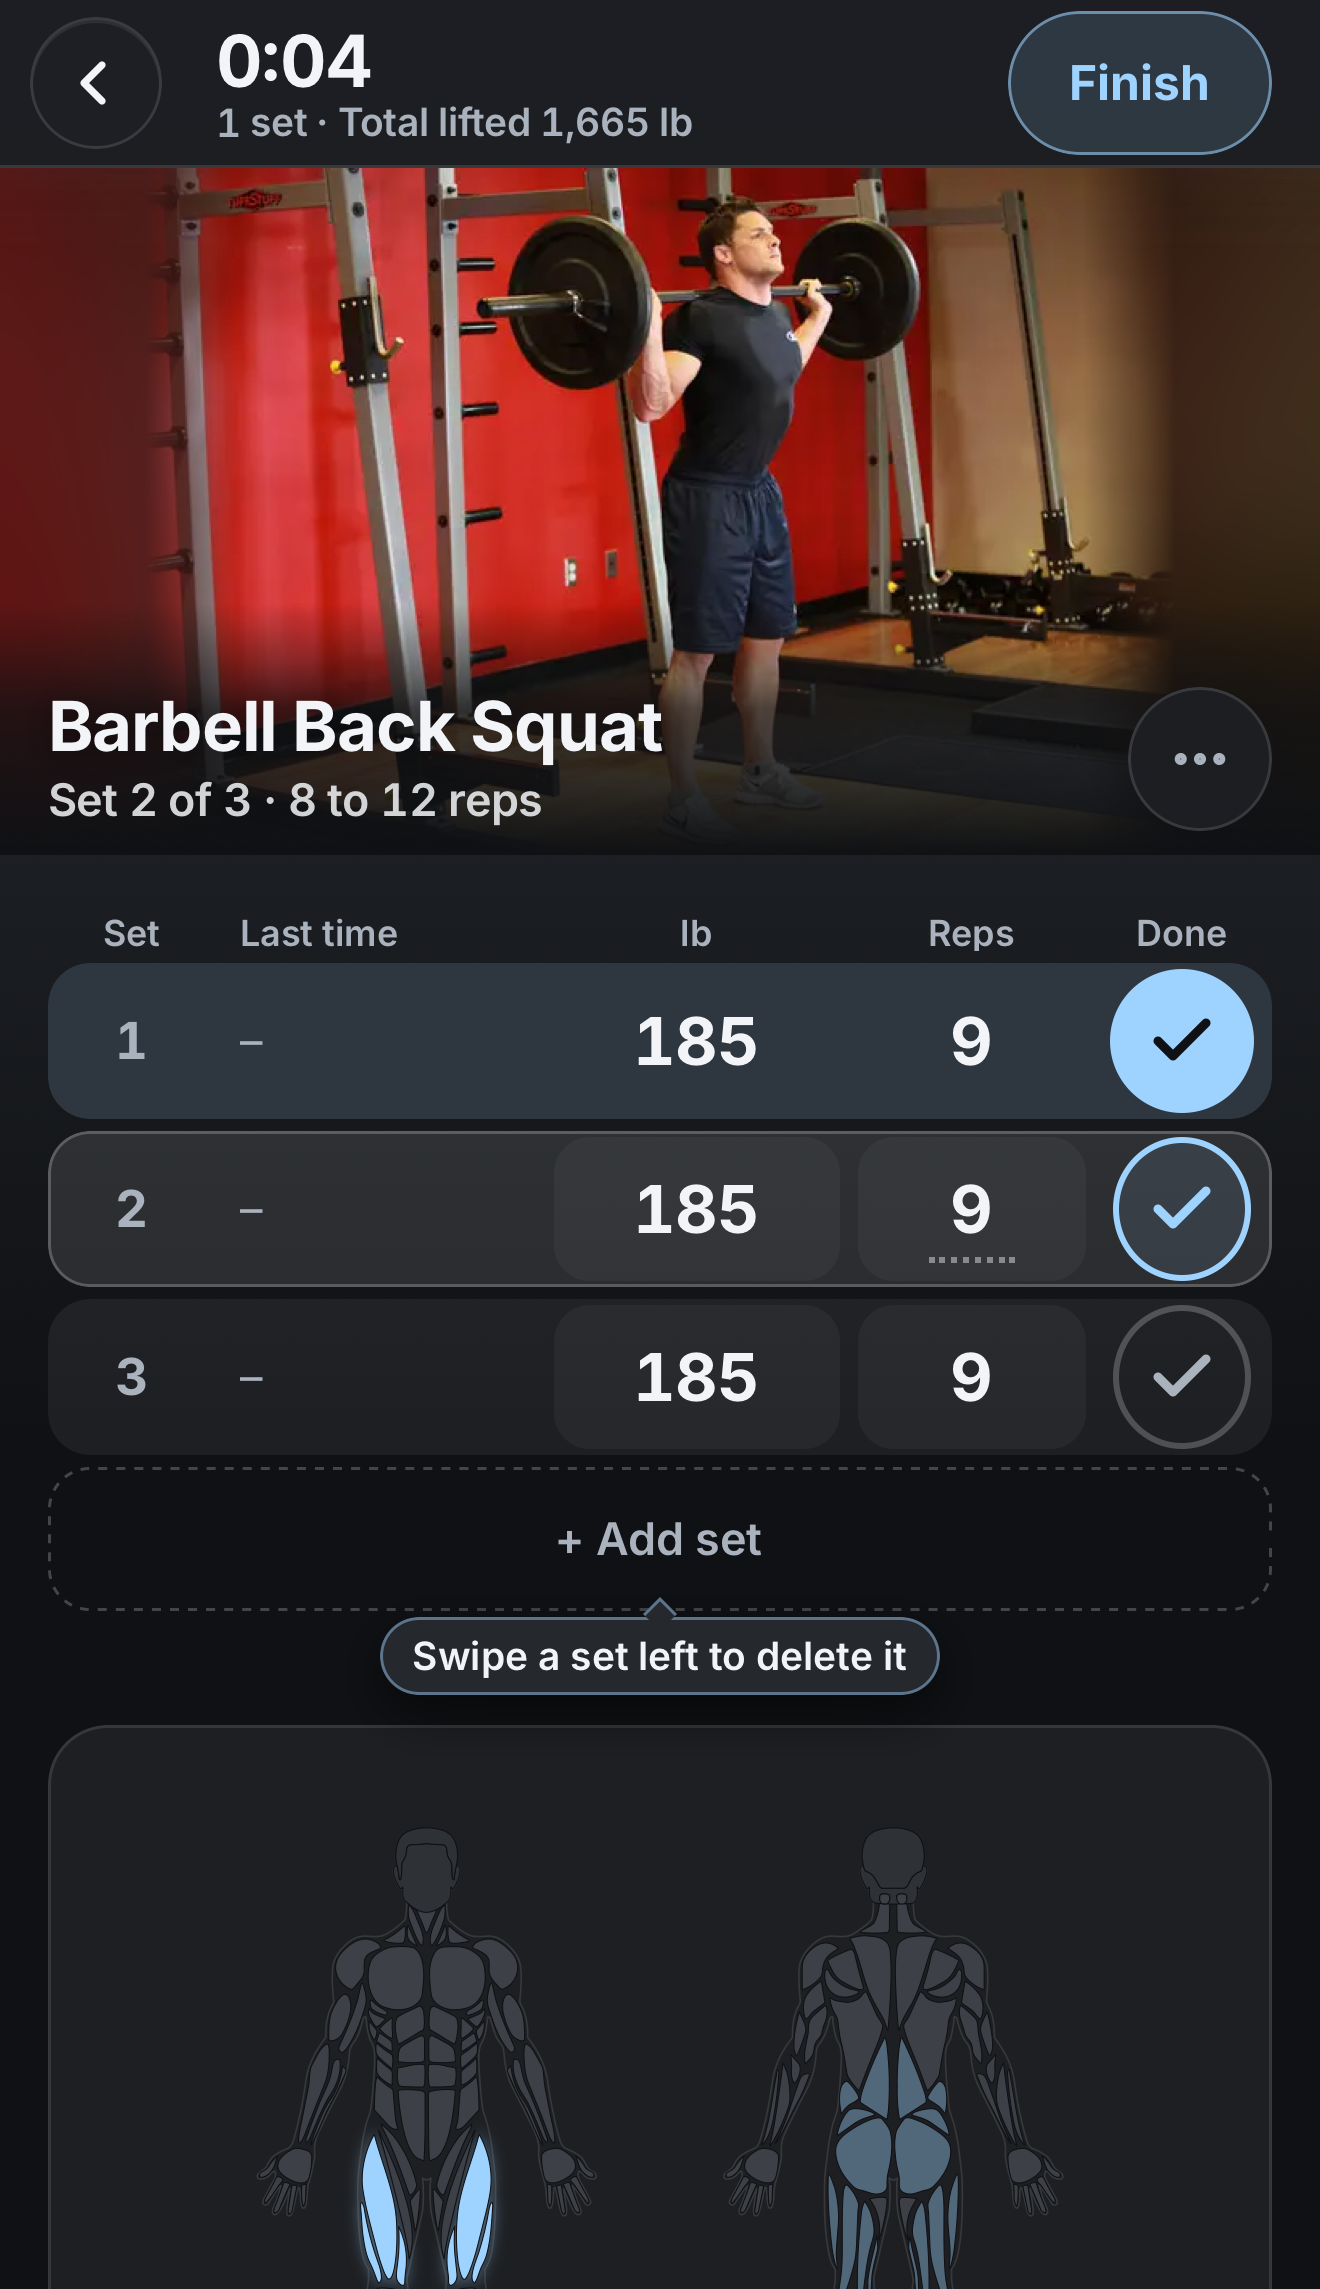 0:04
1 set · Total lifted 1,665 lb
Finish
Barbell Back Squat
Set 2 of 3 · 8 to 12 reps
Set Last time lb Reps Done
1 – 185 9
2 – 185 9
3 – 185 9
+ Add set
Swipe a set left to delete it